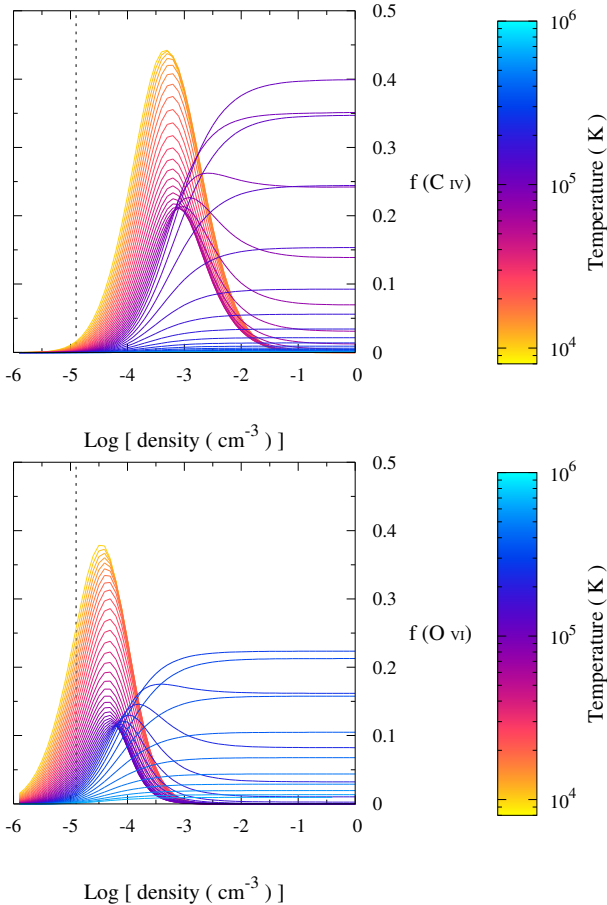 0.5
0.4
0.3
0.2
0.1
0
-6 -5 -4 -3 -2 -1 0
Log [ density ( cm-3 ) ]
f (C IV)
10^6
10^5
10^4
Temperature ( K )
0.5
0.4
0.3
0.2
0.1
0
-6 -5 -4 -3 -2 -1 0
Log [ density ( cm-3 ) ]
f (O VI)
10^6
10^5
10^4
Temperature ( K )